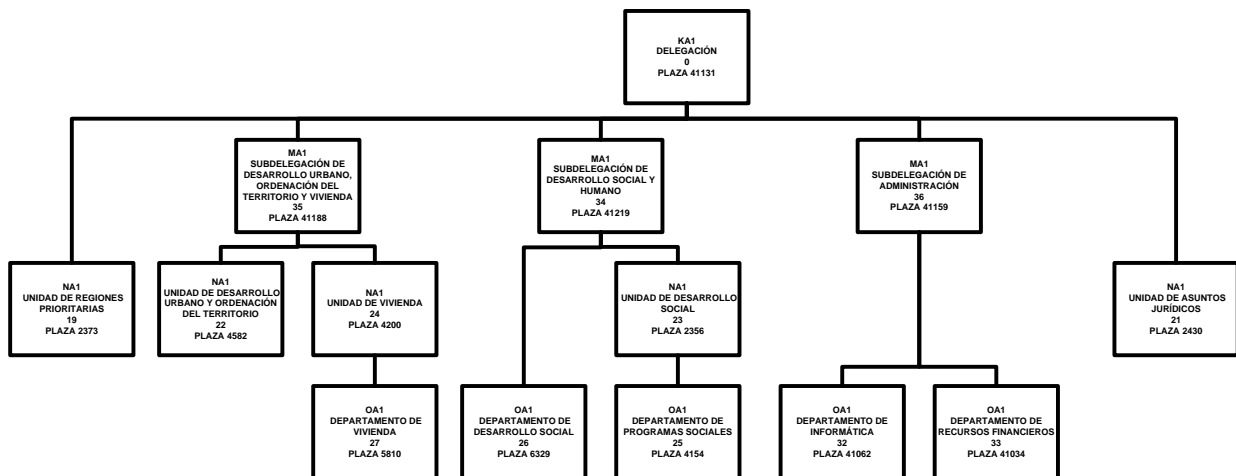 KA1
DELEGACIÓN
0
PLAZA 41131
MA1
SUBDELEGACIÓN DE
DESARROLLO URBANO,
ORDENACIÓN DEL
TERRITORIO Y VIVIENDA
35
PLAZA 41188
MA1
SUBDELEGACIÓN DE
DESARROLLO SOCIAL Y
HUMANO
34
PLAZA 41219
MA1
SUBDELEGACIÓN DE
ADMINISTRACIÓN
36
PLAZA 41159
NA1
UNIDAD DE REGIONES
PRIORITARIAS
19
PLAZA 2373
NA1
UNIDAD DE DESARROLLO
URBANO Y ORDENACIÓN
DEL TERRITORIO
22
PLAZA 4582
NA1
UNIDAD DE VIVIENDA
24
PLAZA 4200
NA1
UNIDAD DE DESARROLLO
SOCIAL
23
PLAZA 2356
NA1
UNIDAD DE ASUNTOS
JURÍDICOS
21
PLAZA 2430
OA1
DEPARTAMENTO DE
VIVIENDA
27
PLAZA 5810
OA1
DEPARTAMENTO DE
DESARROLLO SOCIAL
26
PLAZA 6329
OA1
DEPARTAMENTO DE
PROGRAMAS SOCIALES
25
PLAZA 4154
OA1
DEPARTAMENTO DE
INFORMÁTICA
32
PLAZA 41062
OA1
DEPARTAMENTO DE
RECURSOS FINANCIEROS
33
PLAZA 41034